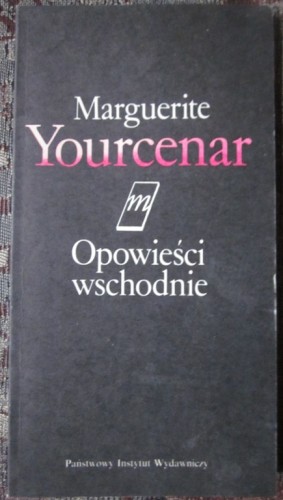 Marguerite
Yourcenar
m
Opowieści
wschodnie
Państwowy Instytut Wydawniczy